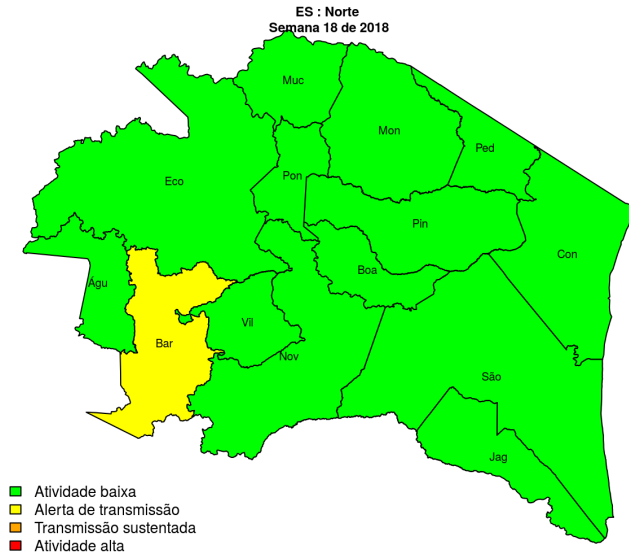 ES : Norte
Semana 18 de 2018
Muc
Mon
Ped
Eco
Pon
Pin
Con
Boa
Águ
Vil
Bar
Nov
São
Jag
Atividade baixa
Alerta de transmissão
Transmissão sustentada
Atividade alta